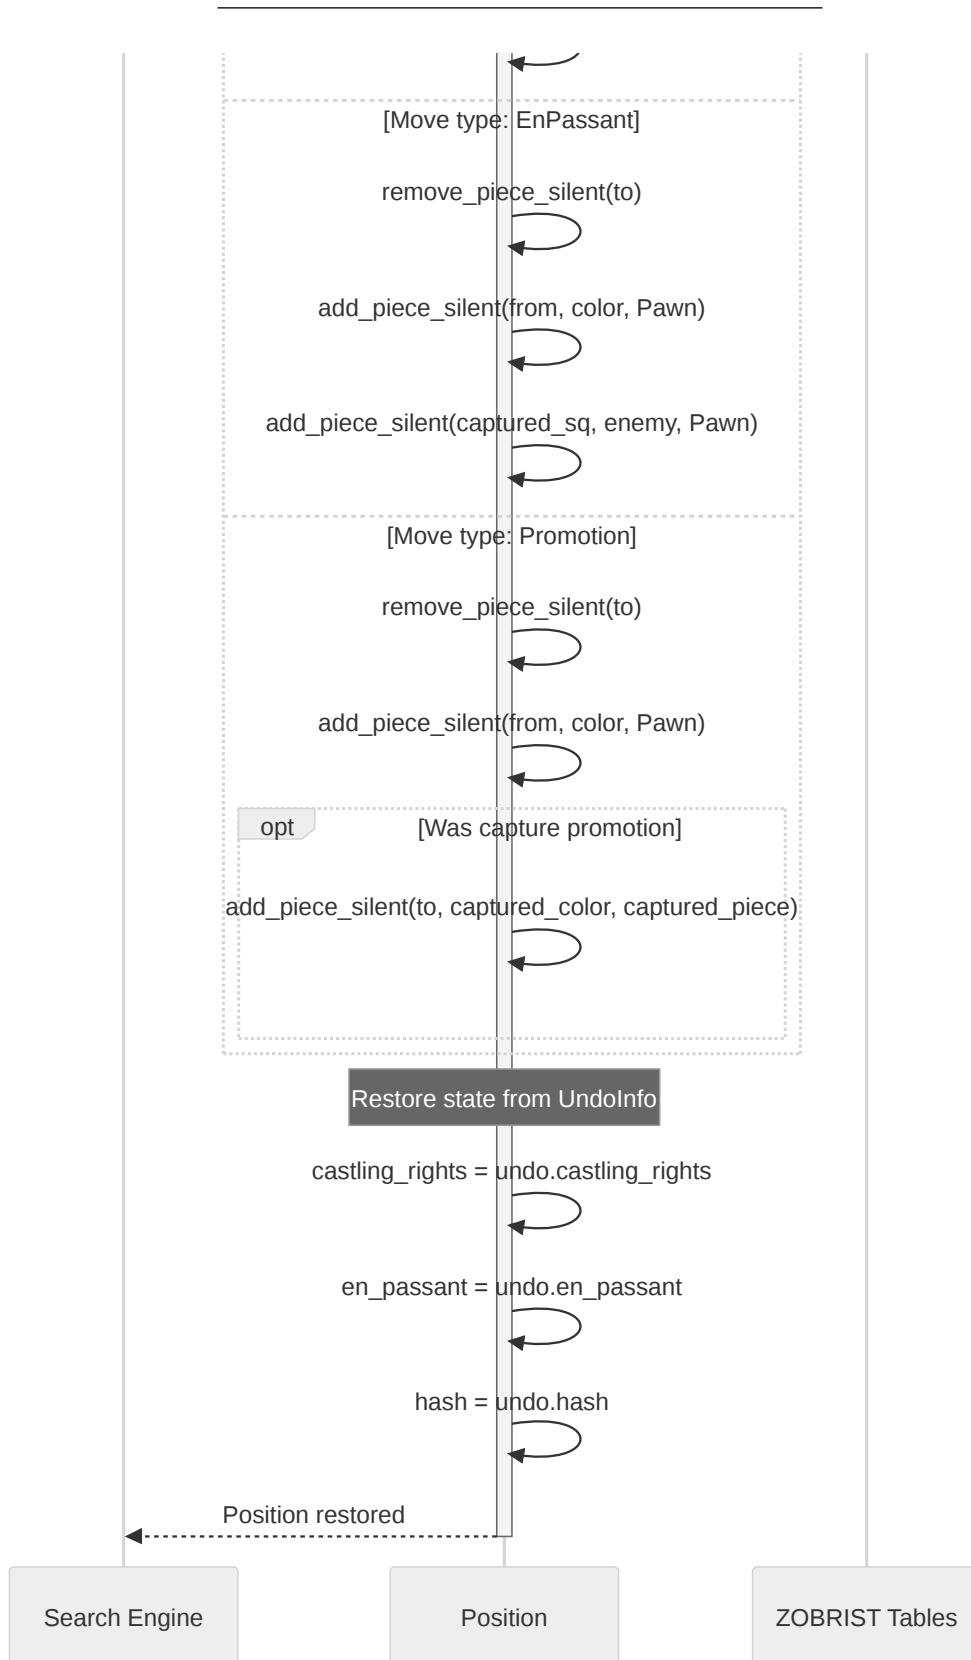 [Move type: EnPassant]
remove_piece_silent(to)
add_piece_silent(from, color, Pawn)
add_piece_silent(captured_sq, enemy, Pawn)
[Move type: Promotion]
remove_piece_silent(to)
add_piece_silent(from, color, Pawn)
opt
[Was capture promotion]
add_piece_silent(to, captured_color, captured_piece)
Restore state from UndoInfo
castling_rights = undo.castling_rights
en_passant = undo.en_passant
hash = undo.hash
Position restored
Search Engine
Position
ZOBRIST Tables